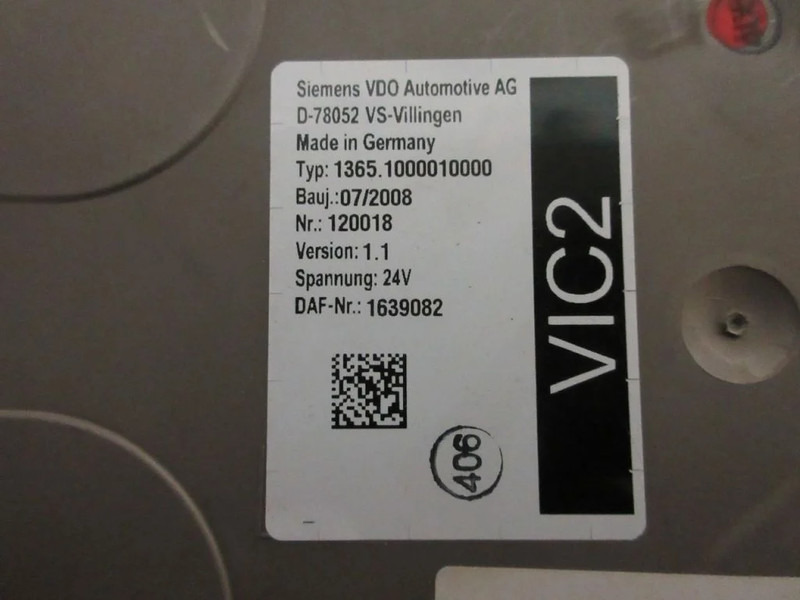 Siemens VDO Automotive AG
D-78052 VS-Villingen
Made in Germany
Typ: 1365.1000010000
Bauj.:07/2008
Nr.: 120018
Version: 1.1
Spannung: 24V
DAF-Nr.: 1639082
VIC2
406